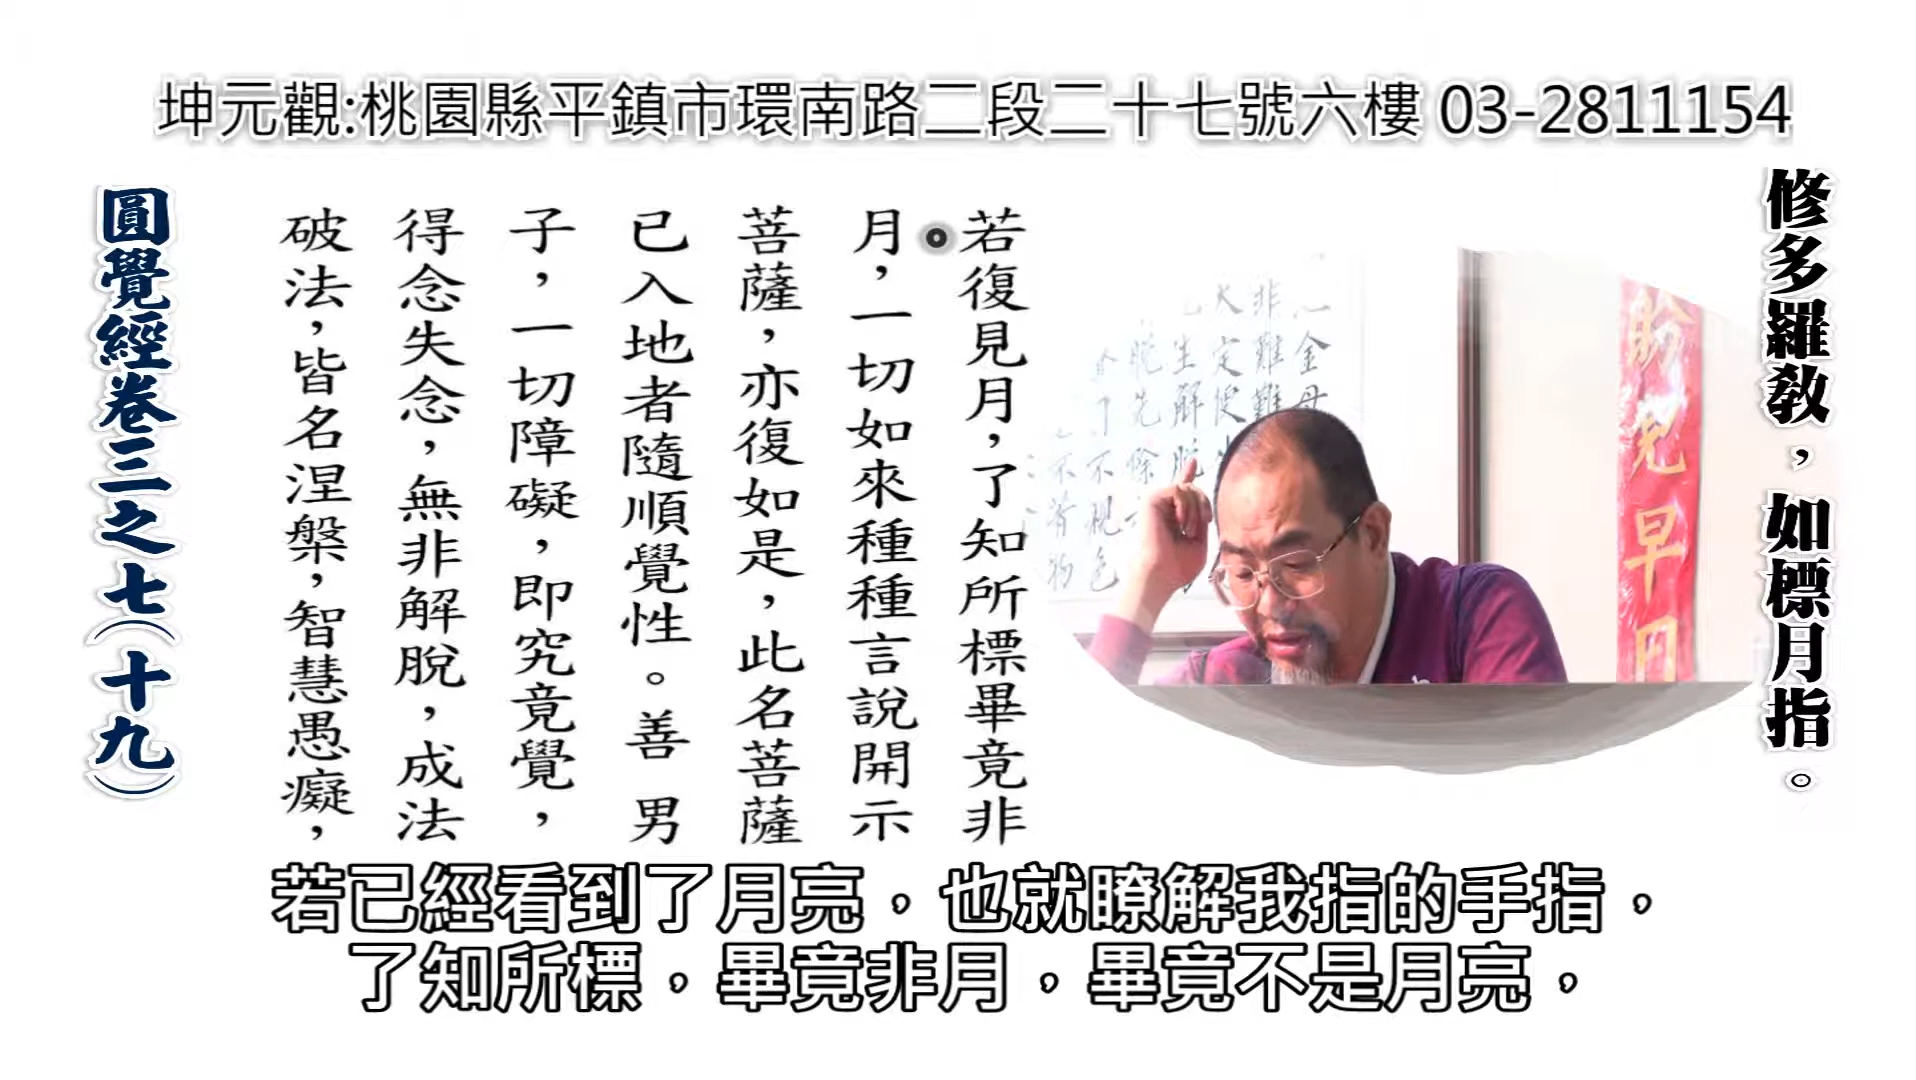 坤元觀:桃園縣平鎮市環南路二段二十七號六樓 03-2811154
修多羅教，如標月指。
若復見月，了知所標畢竟非
月，一切如來種種言說開示
菩薩，亦復如是，此名菩薩
已入地者隨順覺性。善男
子，一切障礙，即究竟覺，
得念失念，無非解脫，成法
破法，皆名涅槃，智慧愚癡，
圓覺經卷三之七(十九)
盼兒早
若已經看到了月亮，也就瞭解我指的手指，
了知所標，畢竟非月，畢竟不是月亮，